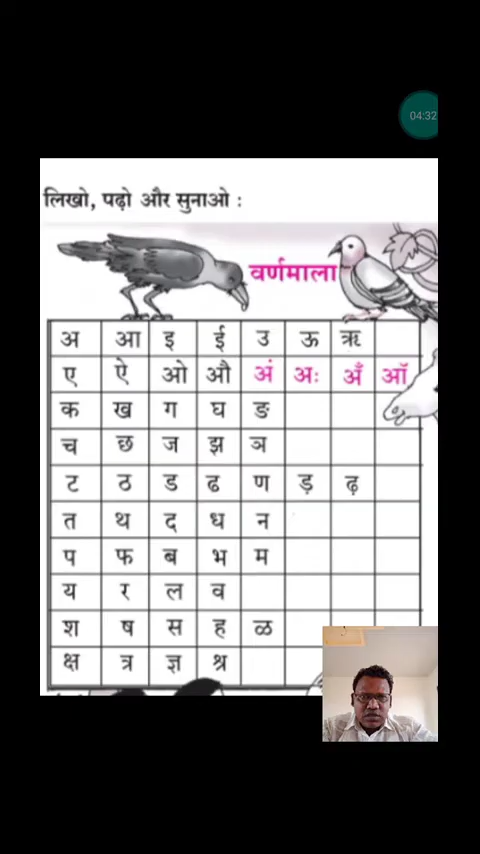 04:32
लिखो, पढ़ो और सुनाओ :
वर्णमाला
अ आ इ ई उ ऊ ऋ
ए ऐ ओ औ अं अः अँ ऑ
क ख ग घ ङ
च छ ज झ ञ
ट ठ ड ढ ण ड़ ढ़
त थ द ध न
प फ ब भ म
य र ल व
श ष स ह ळ
क्ष त्र ज्ञ श्र